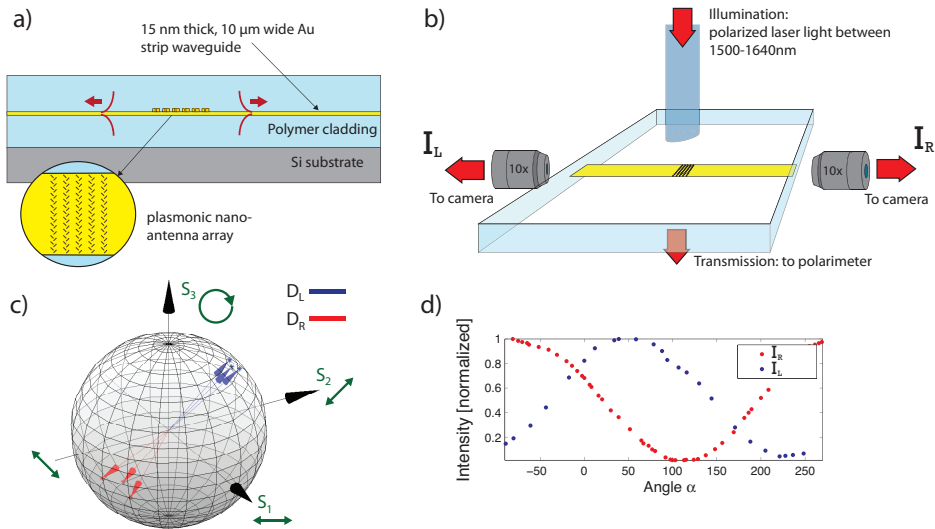 a)
15 nm thick, 10 μm wide Au
strip waveguide
Polymer cladding
Si substrate
plasmonic nano-
antenna array
b)
Illumination:
polarized laser light between
1500-1640nm
I_L
I_R
10x
10x
To camera
To camera
Transmission: to polarimeter
c)
S_3
D_L
D_R
S_2
S_1
d)
Intensity [normalized]
1
0.8
0.6
0.4
0.2
I_R
I_L
-50
0
50
100
150
200
250
Angle α